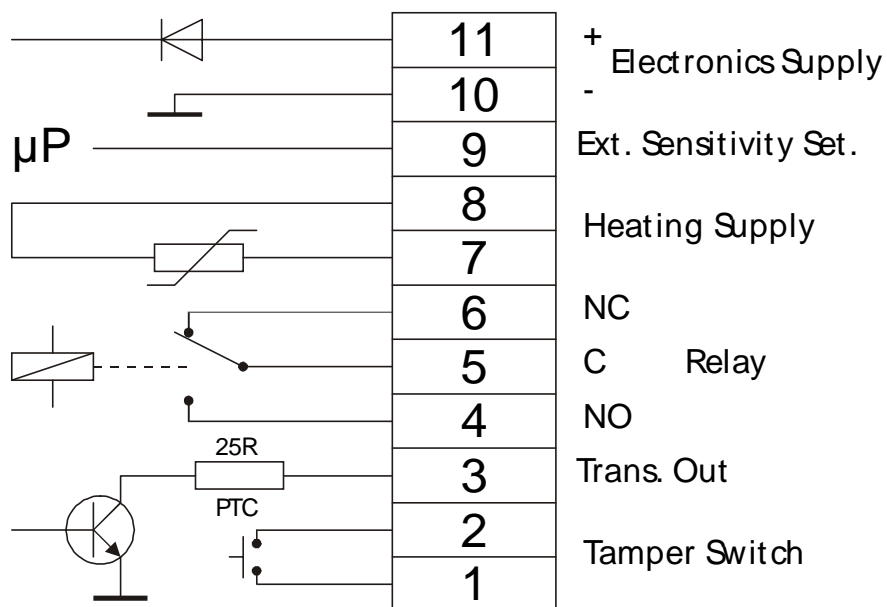 11 +
Electronics Supply
10 -
µP 9 Ext. Sensitivity Set.
8
Heating Supply
7
6 NC
5 C Relay
4 NO
25R
3 Trans. Out
PTC
2
Tamper Switch
1